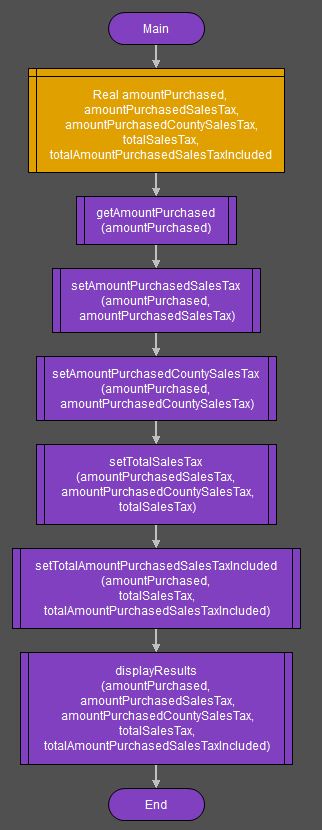 Main
Real amountPurchased,
amountPurchasedSalesTax,
amountPurchasedCountySalesTax,
totalSalesTax,
totalAmountPurchasedSalesTaxIncluded
getAmountPurchased
(amountPurchased)
setAmountPurchasedSalesTax
(amountPurchased,
amountPurchasedSalesTax)
setAmountPurchasedCountySalesTax
(amountPurchased,
amountPurchasedCountySalesTax)
setTotalSalesTax
(amountPurchasedSalesTax,
amountPurchasedCountySalesTax,
totalSalesTax)
setTotalAmountPurchasedSalesTaxIncluded
(amountPurchased,
totalSalesTax,
totalAmountPurchasedSalesTaxIncluded)
displayResults
(amountPurchased,
amountPurchasedSalesTax,
amountPurchasedCountySalesTax,
totalSalesTax,
totalAmountPurchasedSalesTaxIncluded)
End